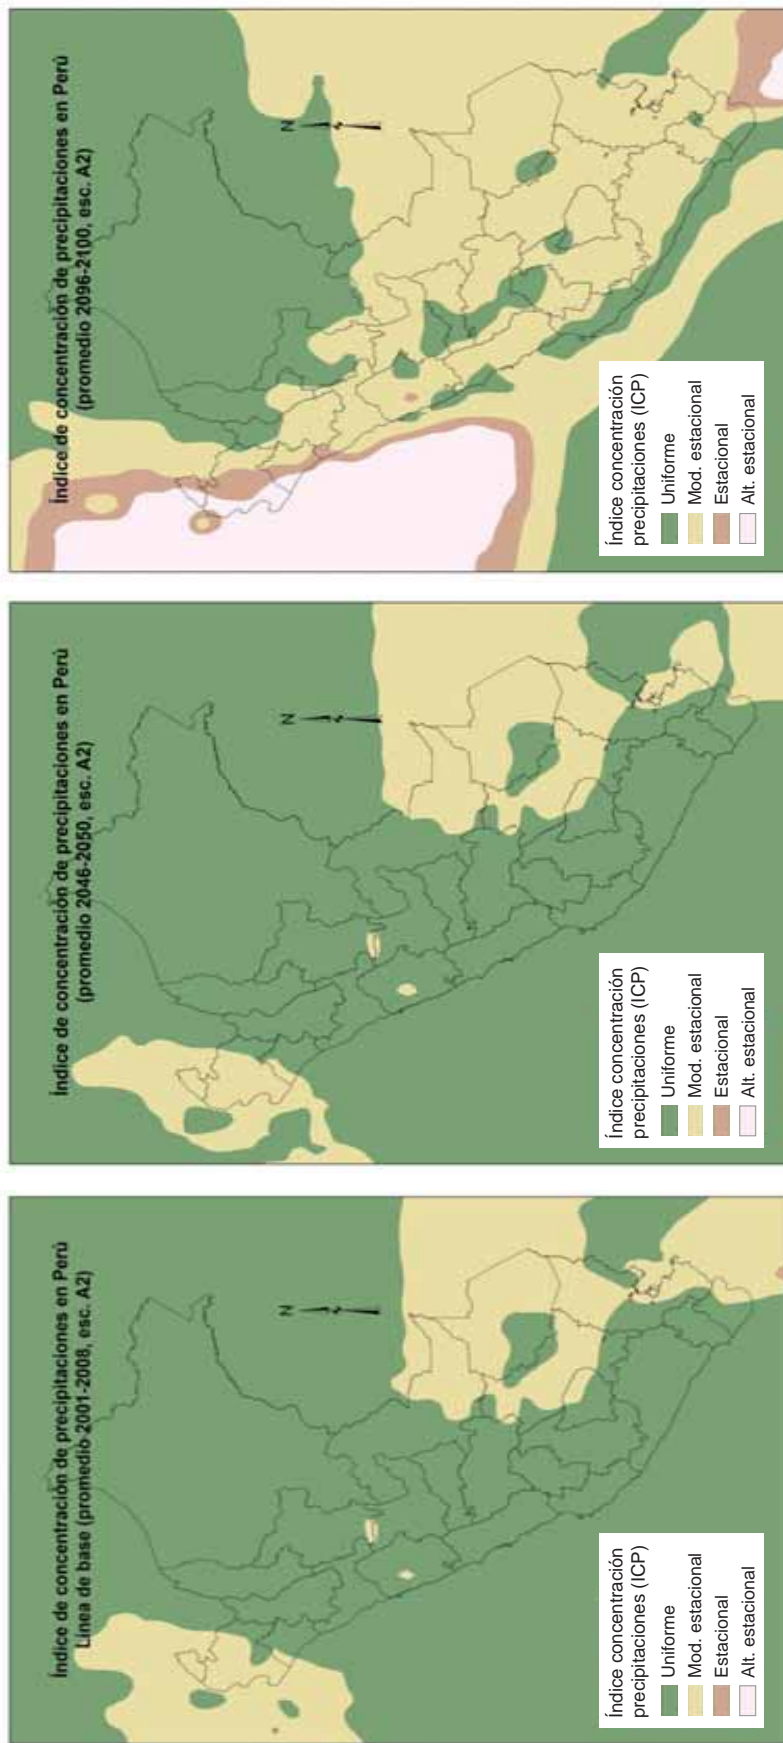 Índice de concentración de precipitaciones en Perú
Línea de base (promedio 2001-2008, esc. A2)
N
Índice concentración
precipitaciones (ICP)
Uniforme
Mod. estacional
Estacional
Alt. estacional
Índice de concentración de precipitaciones en Perú
(promedio 2046-2050, esc. A2)
N
Índice concentración
precipitaciones (ICP)
Uniforme
Mod. estacional
Estacional
Alt. estacional
Índice de concentración de precipitaciones en Perú
(promedio 2096-2100, esc. A2)
N
Índice concentración
precipitaciones (ICP)
Uniforme
Mod. estacional
Estacional
Alt. estacional